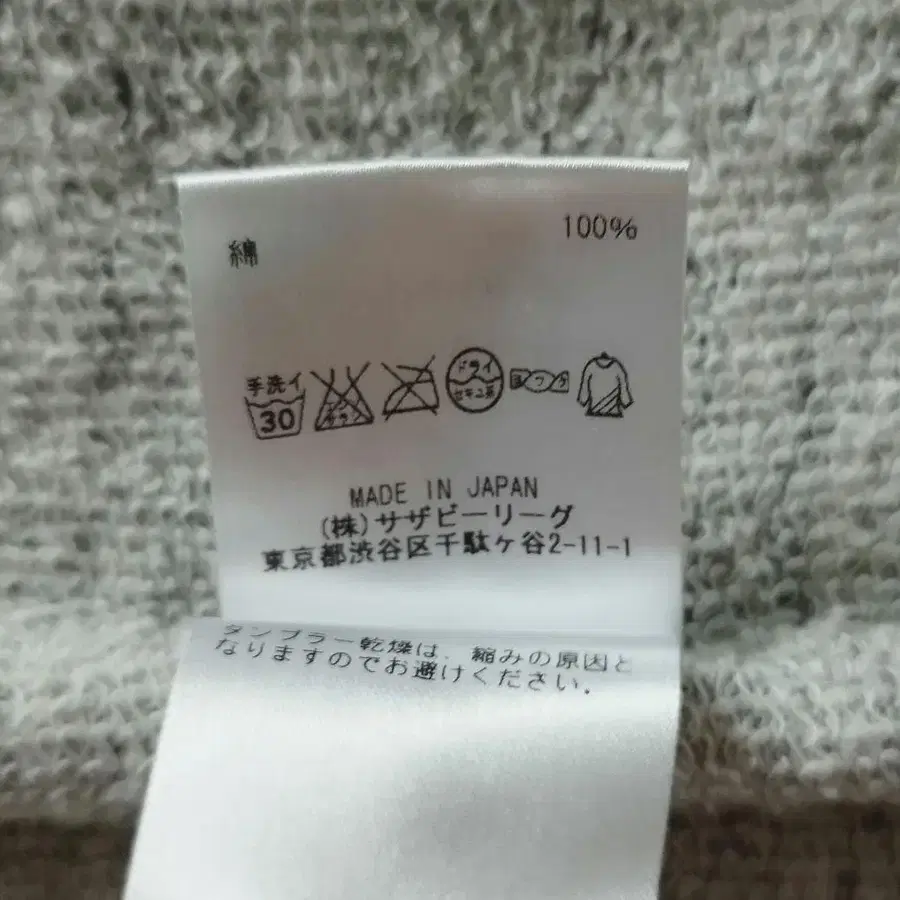 綿 100%
手洗イ
30
ドライ
セキユ系
MADE IN JAPAN
(株)サザビーリーグ
東京都渋谷区千駄ヶ谷2-11-1
タンブラー乾燥は、縮みの原因と
なりますのでお避けください.